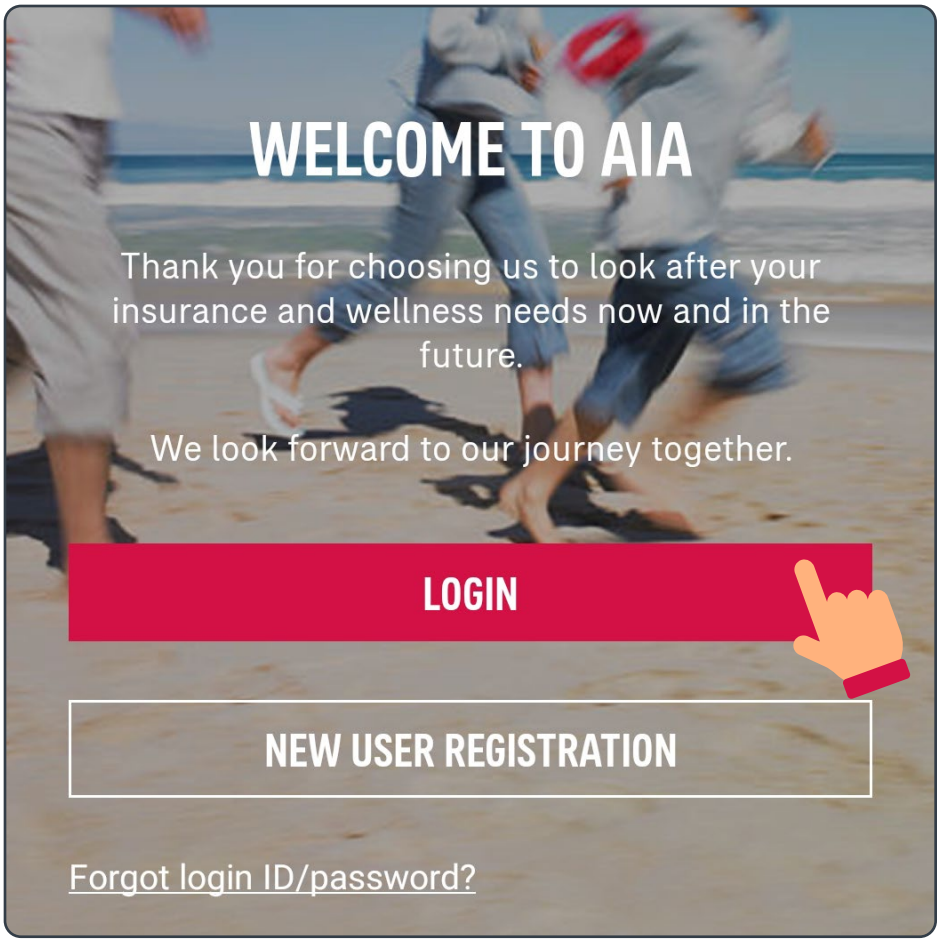 WELCOME TO AIA
Thank you for choosing us to look after your
insurance and wellness needs now and in the
future.
We look forward to our journey together.
LOGIN
NEW USER REGISTRATION
Forgot login ID/password?